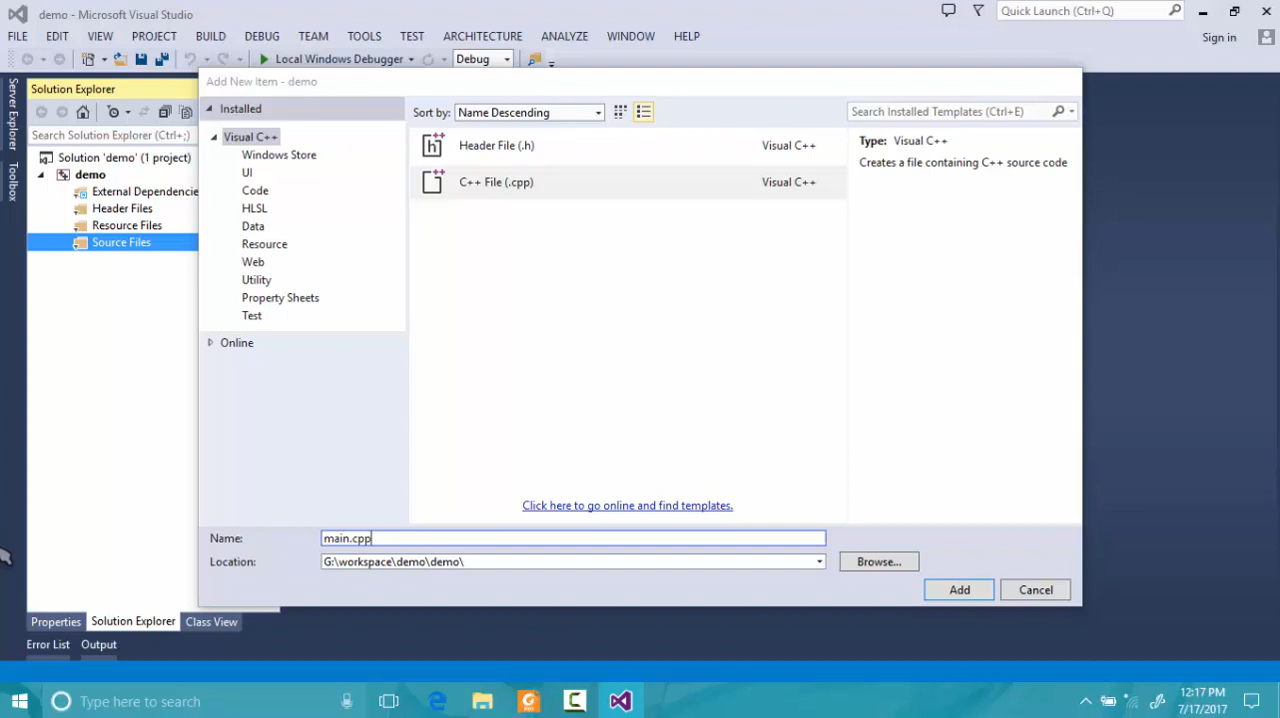 demo - Microsoft Visual Studio
Quick Launch (Ctrl+Q)
FILE EDIT VIEW PROJECT BUILD DEBUG TEAM TOOLS TEST ARCHITECTURE ANALYZE WINDOW HELP
Sign in
Local Windows Debugger
Debug
Server Explorer
Toolbox
Solution Explorer
Search Solution Explorer (Ctrl+;)
Solution 'demo' (1 project)
demo
External Dependencie
Header Files
Resource Files
Source Files
Properties Solution Explorer Class View
Error List Output
Add New Item - demo
Installed
Visual C++
Windows Store
UI
Code
HLSL
Data
Resource
Web
Utility
Property Sheets
Test
Online
Sort by: Name Descending
Header File (.h) Visual C++
C++ File (.cpp) Visual C++
Click here to go online and find templates.
Search Installed Templates (Ctrl+E)
Type: Visual C++
Creates a file containing C++ source code
Name: main.cpp
Location: G:\workspace\demo\demo\
Browse...
Add Cancel
Type here to search
12:17 PM
7/17/2017